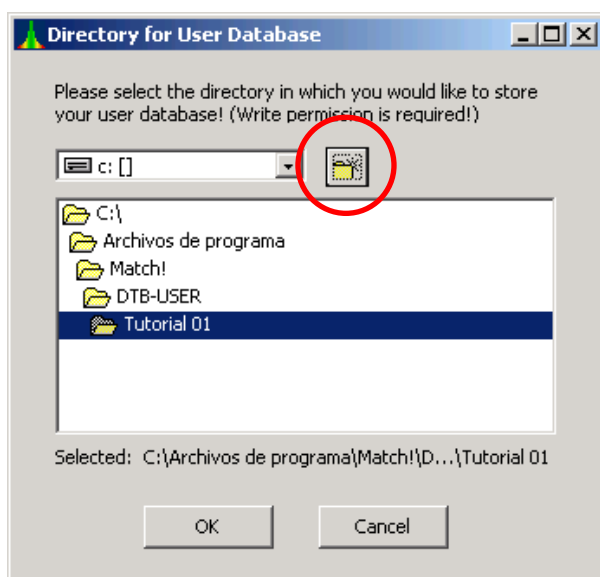 Directory for User Database
Please select the directory in which you would like to store
your user database! (Write permission is required!)
c: []
C:\
Archivos de programa
Match!
DTB-USER
Tutorial 01
Selected: C:\Archivos de programa\Match!\D...\Tutorial 01
OK
Cancel